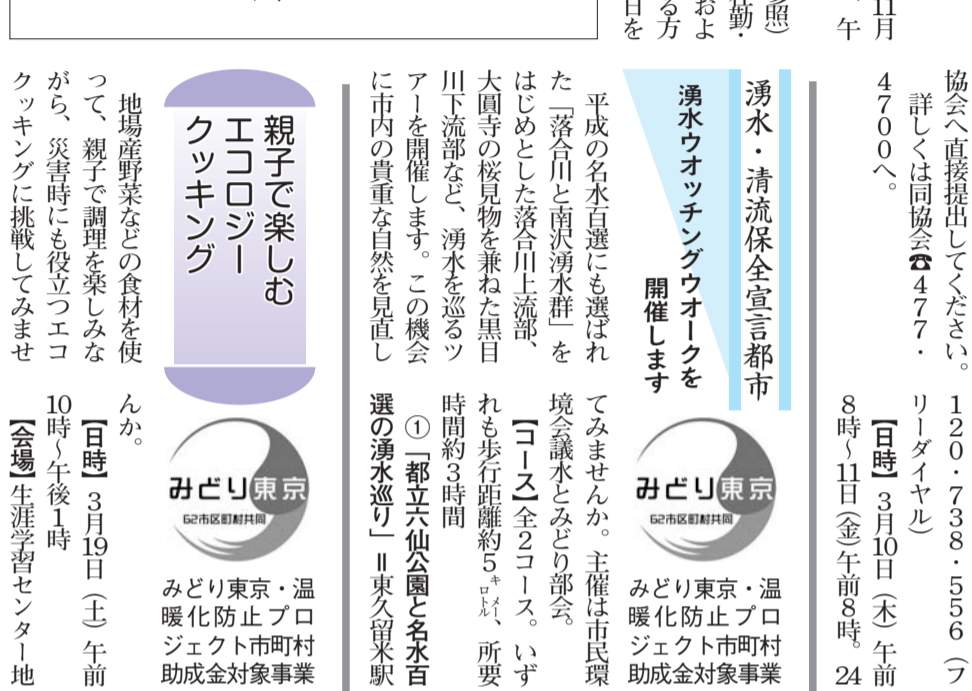 11月
、午
参照）
在勤・
およ
る方
日を
協会へ直接提出してください。
詳しくは同協会☎477・
4700へ。
120・738・556（フ
リーダイヤル）
【日時】3月10日（木）午前
8時～11日（金）午前8時。24
湧水・清流保全宣言都市
湧水ウオッチングウオークを
開催します
平成の名水百選にも選ばれ
た「落合川と南沢湧水群」を
はじめとした落合川上流部、
大圓寺の桜見物を兼ねた黒目
川下流部など、湧水を巡るツ
アーを開催します。この機会
に市内の貴重な自然を見直し
みどり東京
62市区町村共同
みどり東京・温
暖化防止プロ
ジェクト市町村
助成金対象事業
てみませんか。主催は市民環
境会議水とみどり部会。
【コース】全2コース。いず
れも歩行距離約5キロメートル、所要
時間約3時間
①「都立六仙公園と名水百
選の湧水巡り」＝東久留米駅
親子で楽しむ
エコロジー
クッキング
地場産野菜などの食材を使
って、親子で調理を楽しみな
がら、災害時にも役立つエコ
クッキングに挑戦してみませ
みどり東京
62市区町村共同
みどり東京・温
暖化防止プロ
ジェクト市町村
助成金対象事業
んか。
【日時】3月19日（土）午前
10時～午後1時
【会場】生涯学習センター地